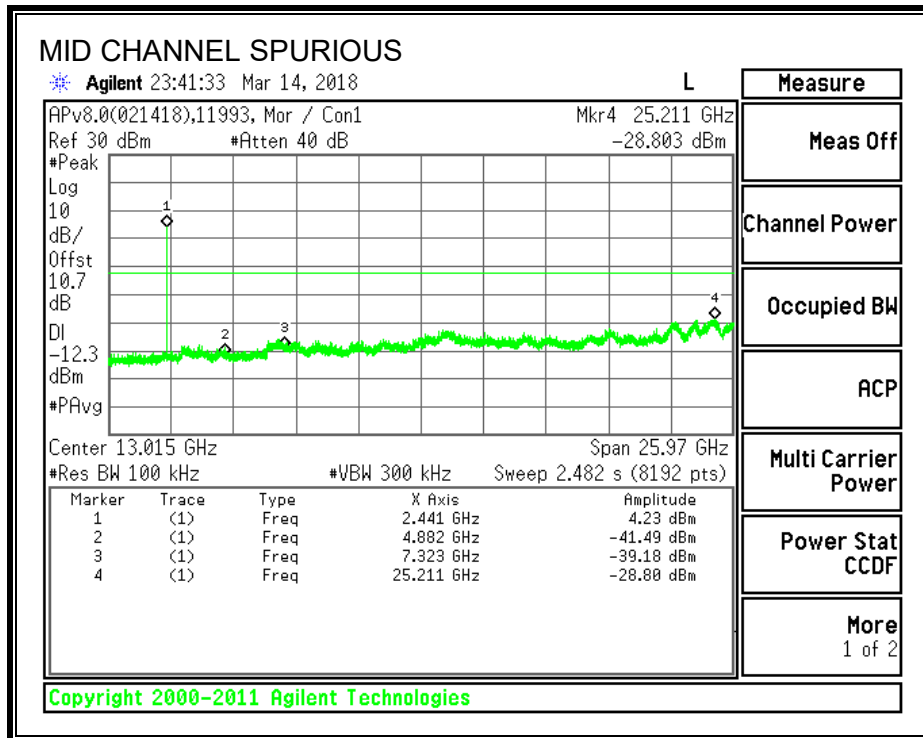 MID CHANNEL SPURIOUS
Agilent 23:41:33 Mar 14, 2018 L
APv8.0(021418),11993, Mor / Con1 Mkr4 25.211 GHz
Ref 30 dBm #Atten 40 dB -28.803 dBm
#Peak
Log
10
dB/
Offst
10.7
dB
DI
-12.3
dBm
#PAvg
1
2
3
4
Center 13.015 GHz Span 25.97 GHz
#Res BW 100 kHz #VBW 300 kHz Sweep 2.482 s (8192 pts)
Marker Trace Type X Axis Amplitude
1 (1) Freq 2.441 GHz 4.23 dBm
2 (1) Freq 4.882 GHz -41.49 dBm
3 (1) Freq 7.323 GHz -39.18 dBm
4 (1) Freq 25.211 GHz -28.80 dBm
Copyright 2000-2011 Agilent Technologies
Measure
Meas Off
Channel Power
Occupied BW
ACP
Multi Carrier
Power
Power Stat
CCDF
More
1 of 2